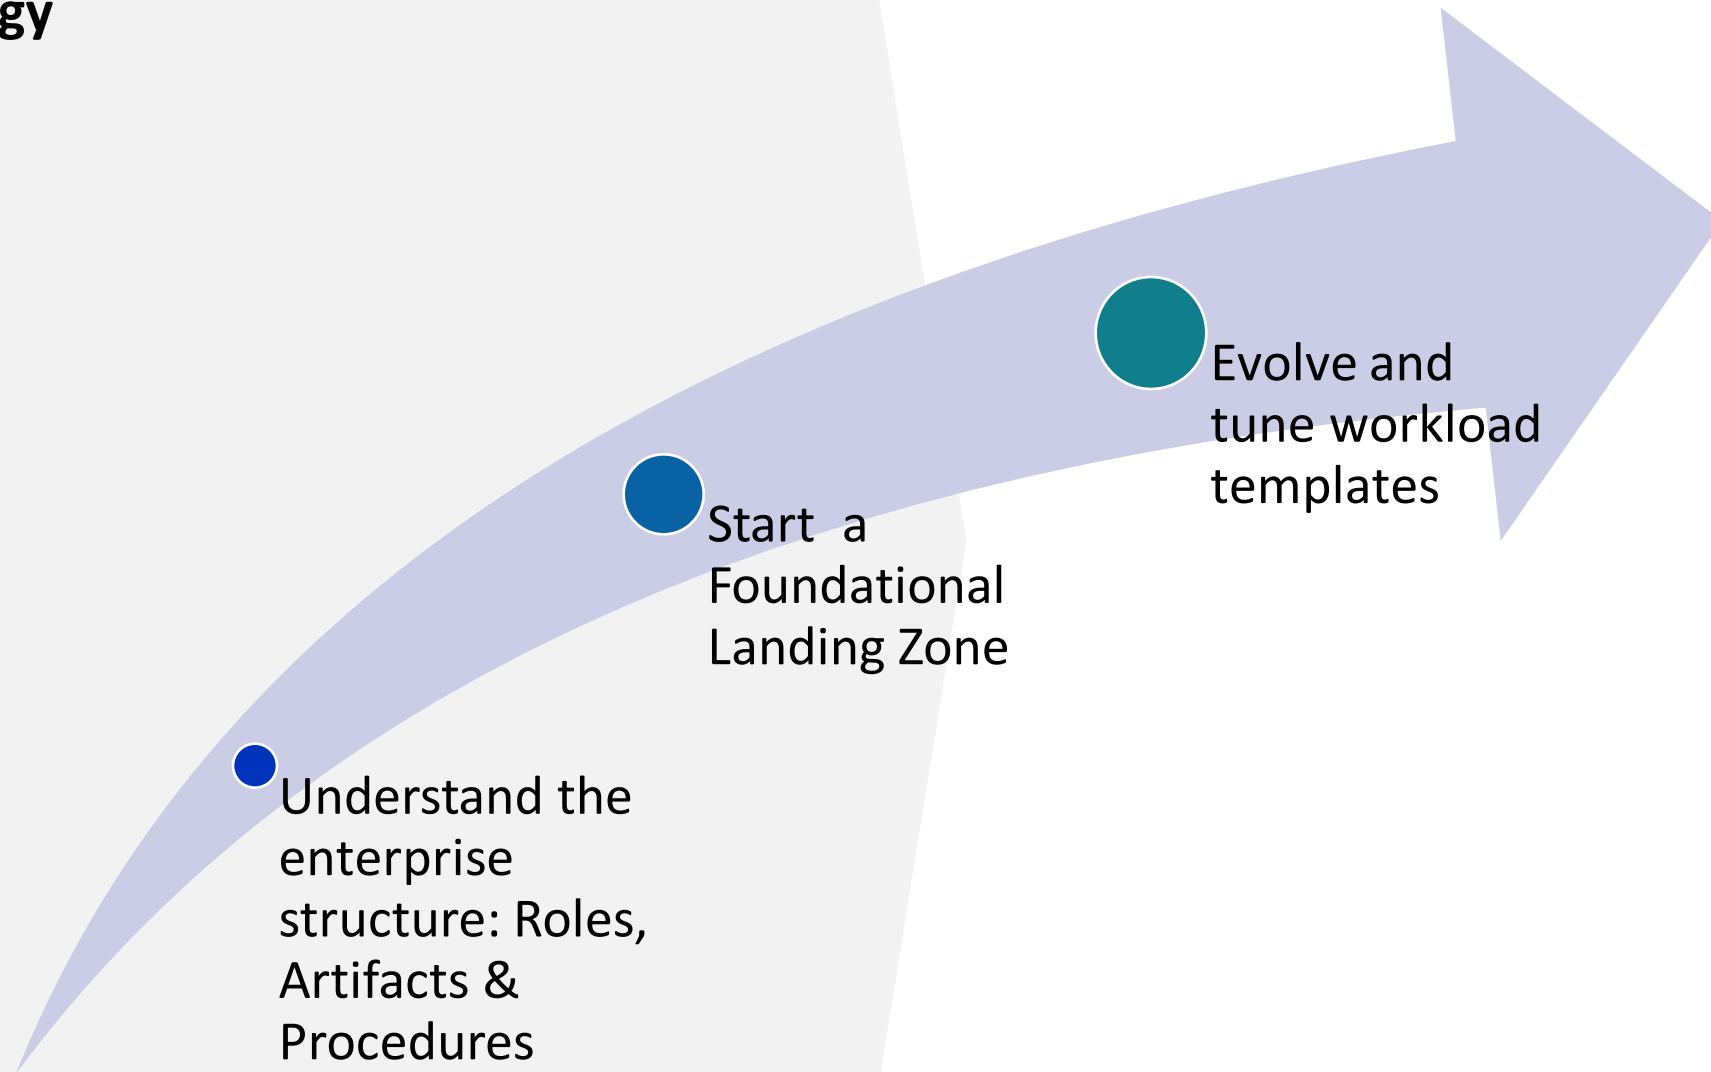 gy
Evolve and
tune workload
templates
Start  a
Foundational
Landing Zone
Understand the
enterprise
structure: Roles,
Artifacts &
Procedures